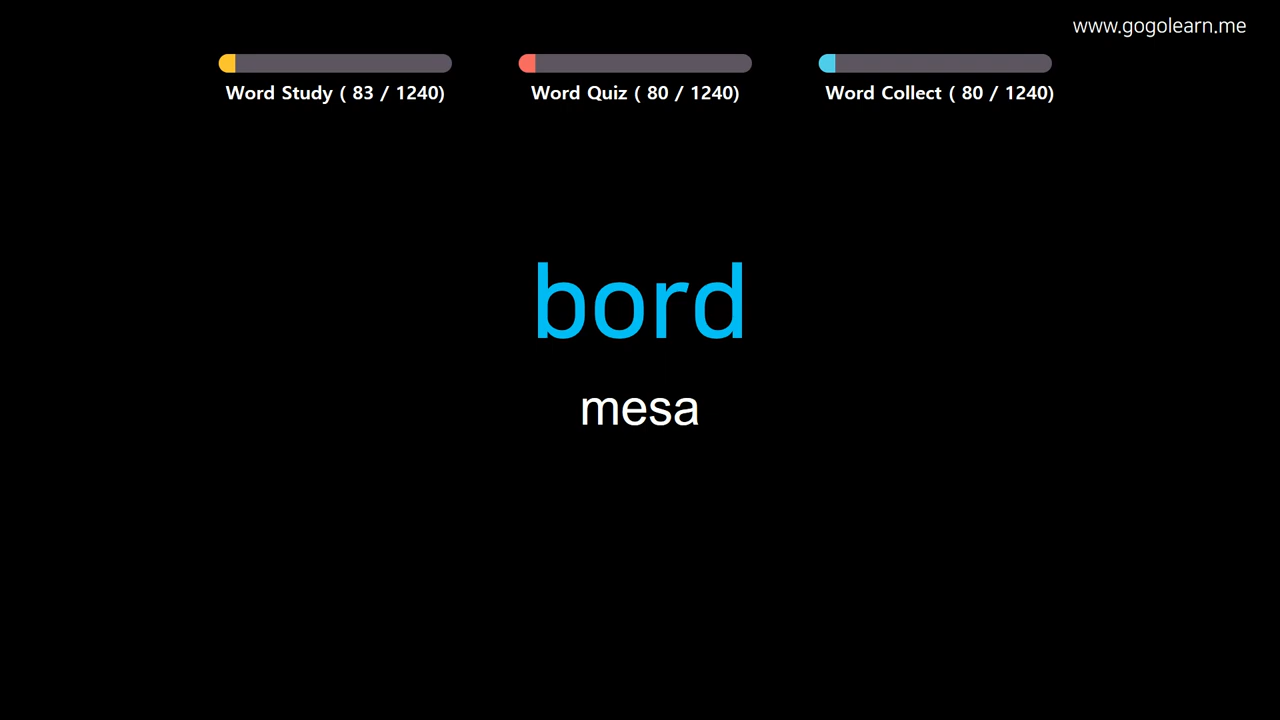 www.gogolearn.me
Word Study ( 83 / 1240)
Word Quiz ( 80 / 1240)
Word Collect ( 80 / 1240)
bord
mesa